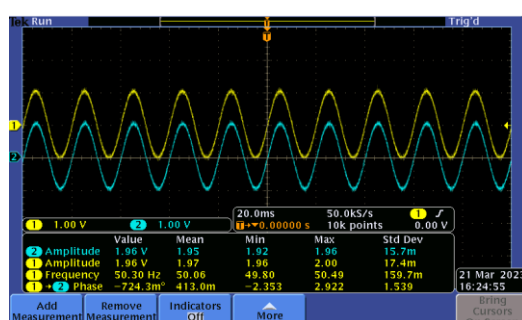 Tek Run Trig'd
T
1
2
1 1.00 V 2 1.00 V
20.0ms 50.0kS/s 1
T→▼0.00000 s 10k points 0.00 V
Value Mean Min Max Std Dev
2 Amplitude 1.96 V 1.95 1.92 1.96 15.7m
1 Amplitude 1.96 V 1.97 1.96 2.00 17.4m
1 Frequency 50.30 Hz 50.06 49.80 50.49 159.7m
1 →2 Phase −724.3m° 413.0m −2.353 2.922 1.539
21 Mar 2023
16:24:55
Add Measurement
Remove Measurement
Indicators Off
More
Bring Cursors